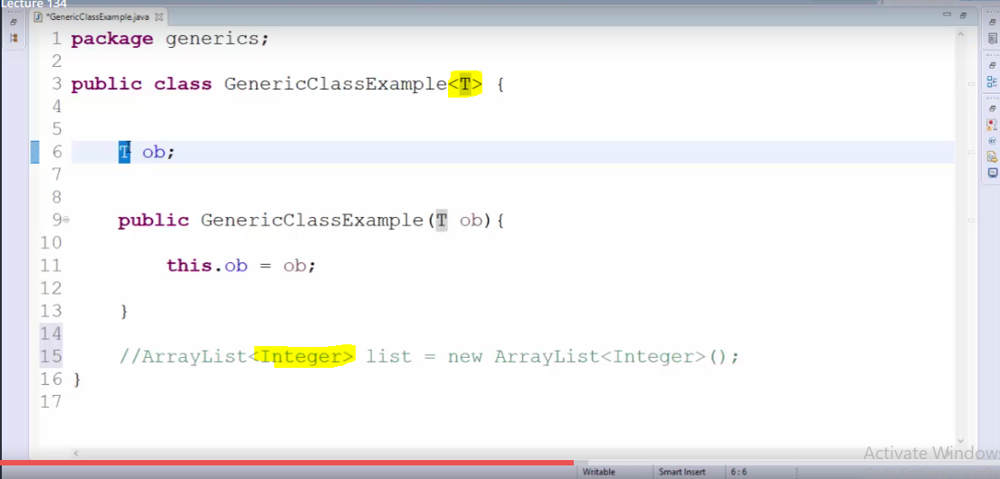 Lecture 134
*GenericClassExample.java
1 package generics;
2
3 public class GenericClassExample<T> {
4
5
6 T ob;
7
8
9 public GenericClassExample(T ob){
10
11 this.ob = ob;
12
13 }
14
15 //ArrayList<Integer> list = new ArrayList<Integer>();
16 }
17
Activate Windows
Writable Smart Insert 6:6